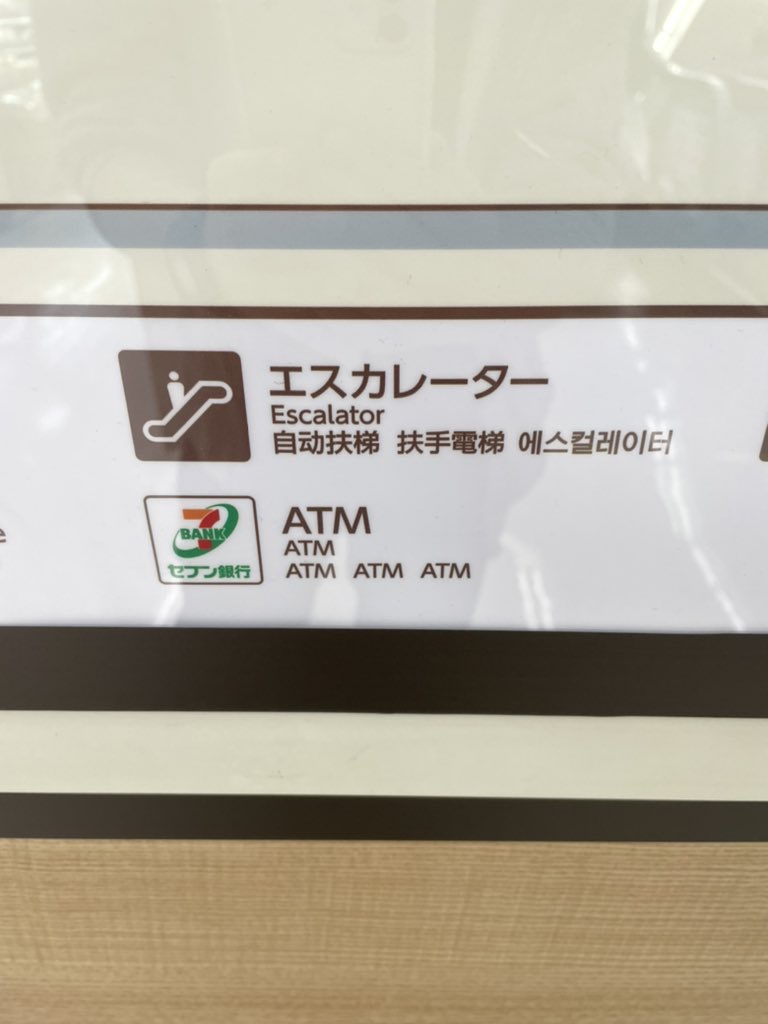 エスカレーター
Escalator
自动扶梯 扶手電梯 에스컬레이터
7
BANK
セブン銀行
ATM
ATM
ATM ATM ATM
e